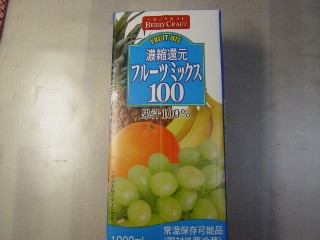 BERRY CRAFT
FRUIT MIX
濃縮還元
フルーツミックス
100
果汁100%
常温保存可能品
1000ml